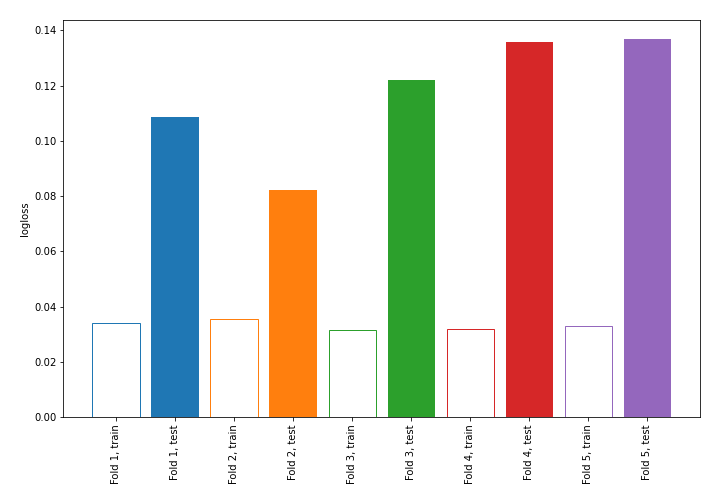 0.14
0.12
0.10
0.08
0.06
0.04
0.02
0.00
logloss
Fold 1, train
Fold 1, test
Fold 2, train
Fold 2, test
Fold 3, train
Fold 3, test
Fold 4, train
Fold 4, test
Fold 5, train
Fold 5, test